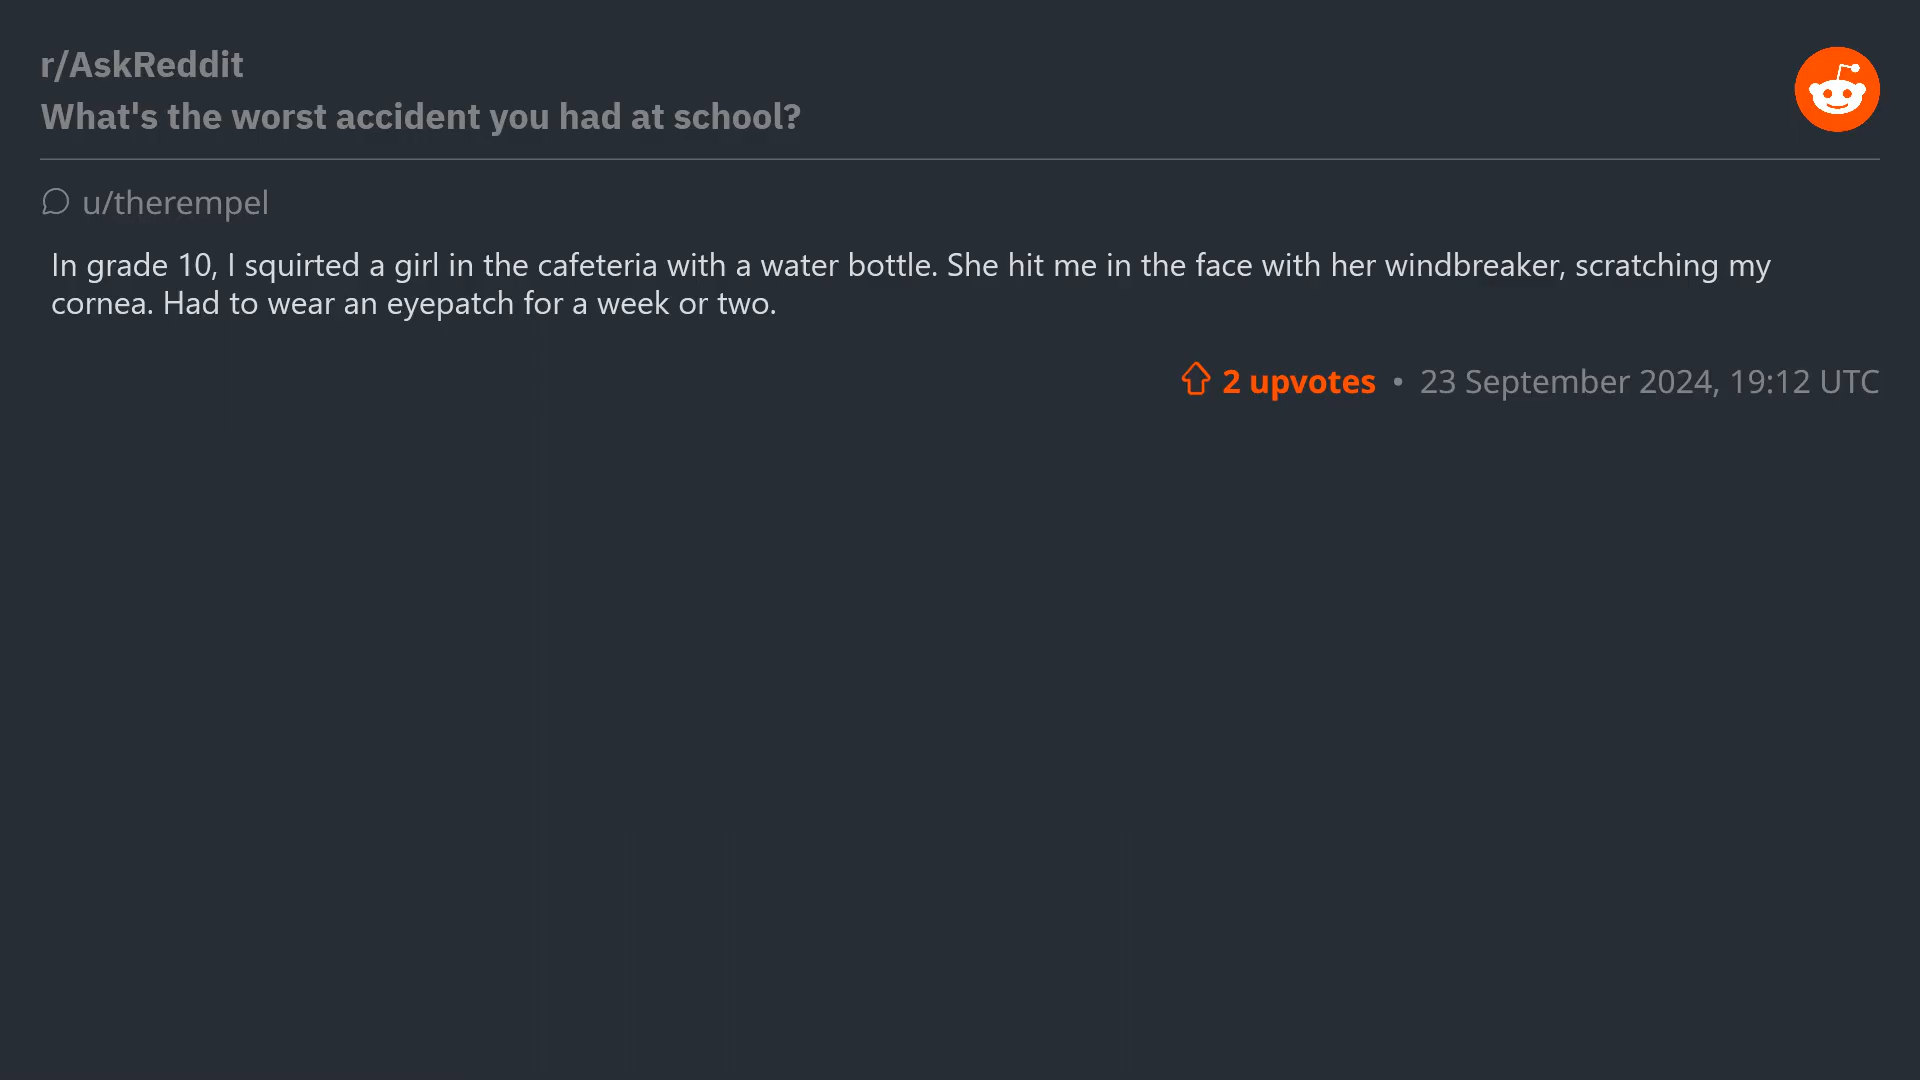 r/AskReddit
What's the worst accident you had at school?
u/therempel
In grade 10, I squirted a girl in the cafeteria with a water bottle. She hit me in the face with her windbreaker, scratching my
cornea. Had to wear an eyepatch for a week or two.
2 upvotes • 23 September 2024, 19:12 UTC